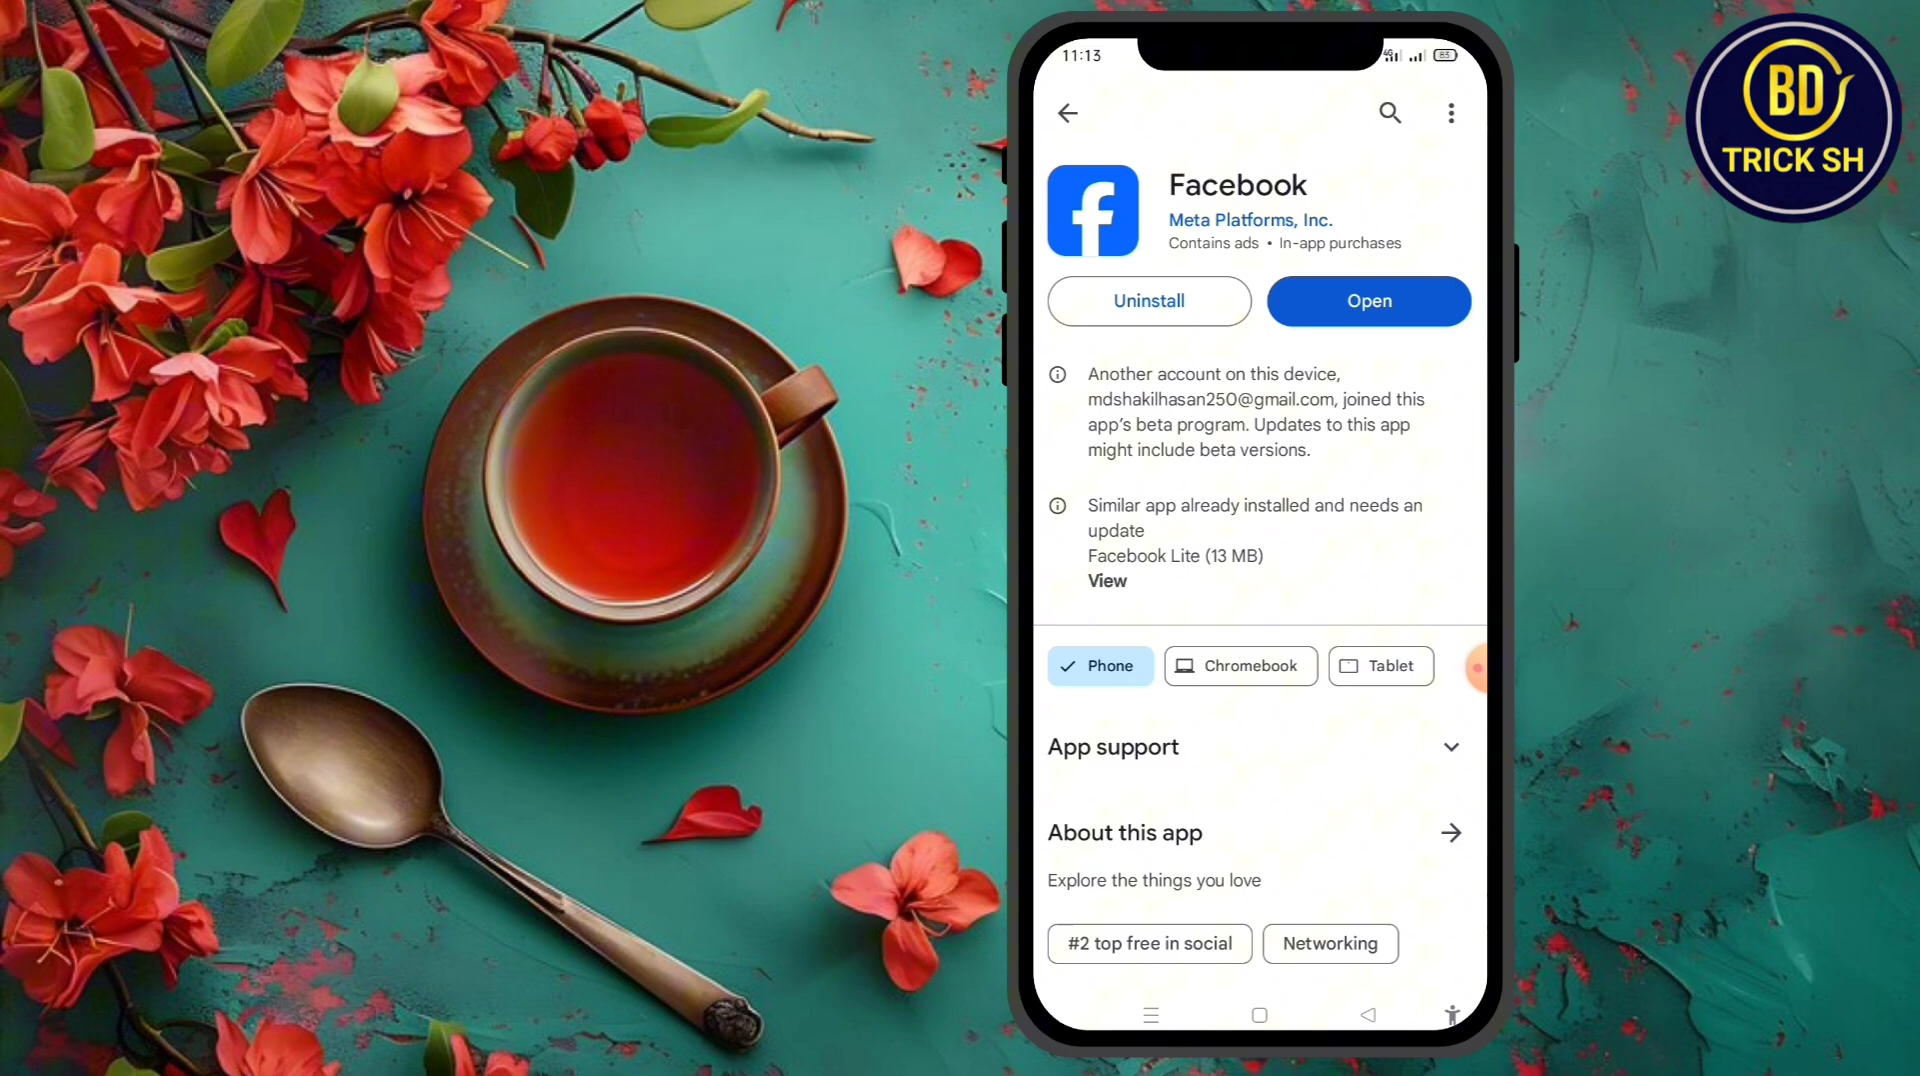 11:13
4G
83
BD
TRICK SH
Facebook
Meta Platforms, Inc.
Contains ads • In-app purchases
Uninstall
Open
Another account on this device,
mdshakilhasan250@gmail.com, joined this
app's beta program. Updates to this app
might include beta versions.
Similar app already installed and needs an
update
Facebook Lite (13 MB)
View
Phone
Chromebook
Tablet
App support
About this app
Explore the things you love
#2 top free in social
Networking